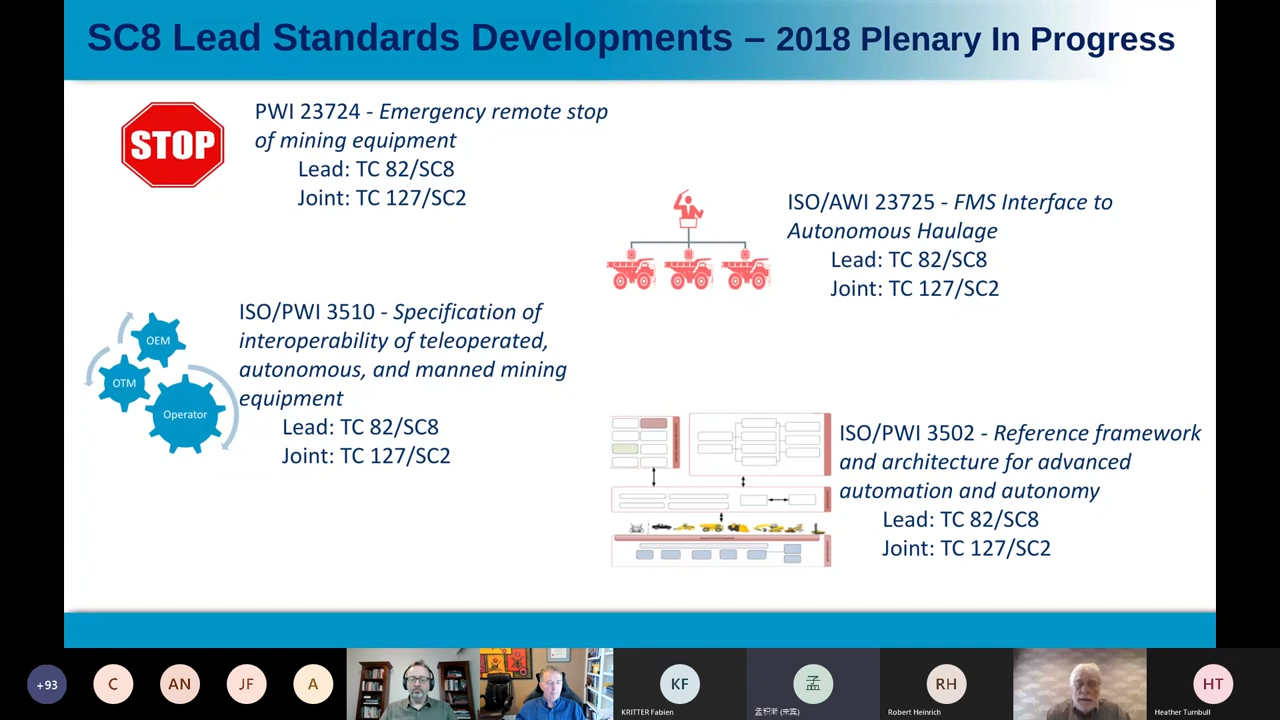 SC8 Lead Standards Developments – 2018 Plenary In Progress
STOP
PWI 23724 - Emergency remote stop
of mining equipment
Lead: TC 82/SC8
Joint: TC 127/SC2
ISO/AWI 23725 - FMS Interface to
Autonomous Haulage
Lead: TC 82/SC8
Joint: TC 127/SC2
OEM
OTM
Operator
ISO/PWI 3510 - Specification of
interoperability of teleoperated,
autonomous, and manned mining
equipment
Lead: TC 82/SC8
Joint: TC 127/SC2
ISO/PWI 3502 - Reference framework
and architecture for advanced
automation and autonomy
Lead: TC 82/SC8
Joint: TC 127/SC2
+93
C
AN
JF
A
KF
KRITTER Fabien
孟
RH
Robert Heinrich
HT
Heather Turnbull